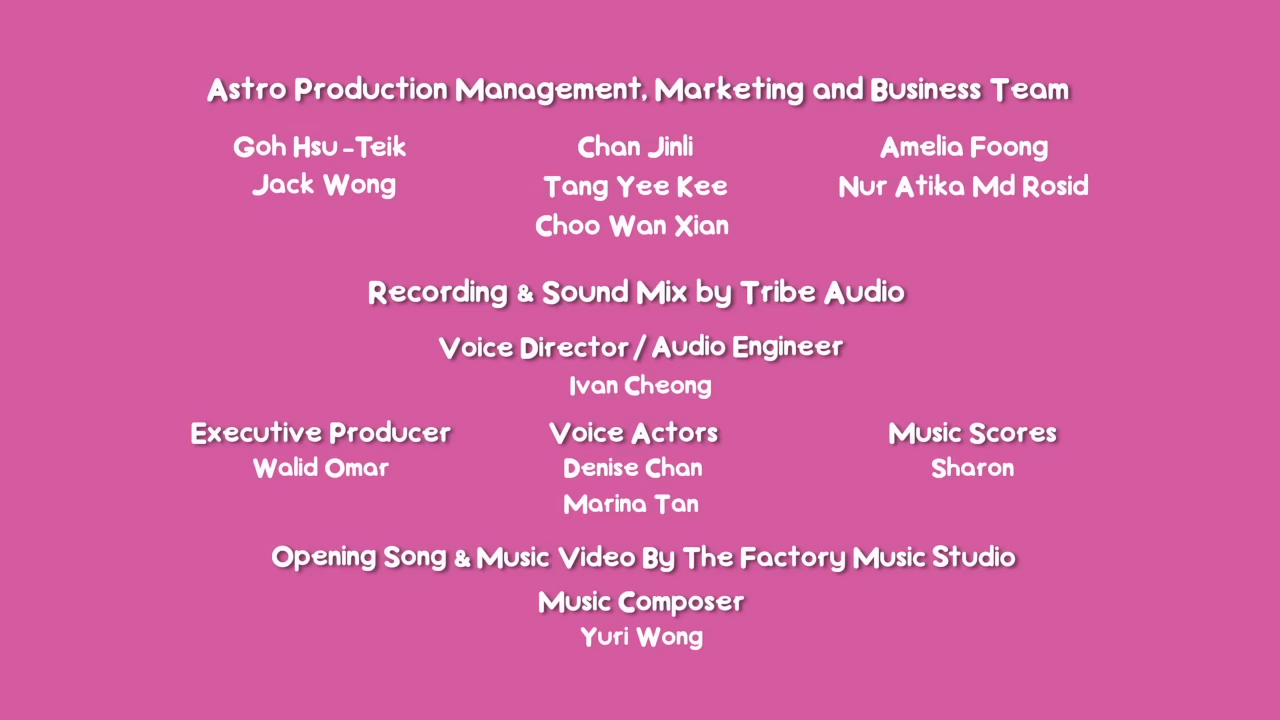 Astro Production Management, Marketing and Business Team
Goh Hsu-Teik Chan Jinli Amelia Foong
Jack Wong Tang Yee Kee Nur Atika Md Rosid
Choo Wan Xian
Recording & Sound Mix by Tribe Audio
Voice Director / Audio Engineer
Ivan Cheong
Executive Producer Voice Actors Music Scores
Walid Omar Denise Chan Sharon
Marina Tan
Opening Song & Music Video By The Factory Music Studio
Music Composer
Yuri Wong